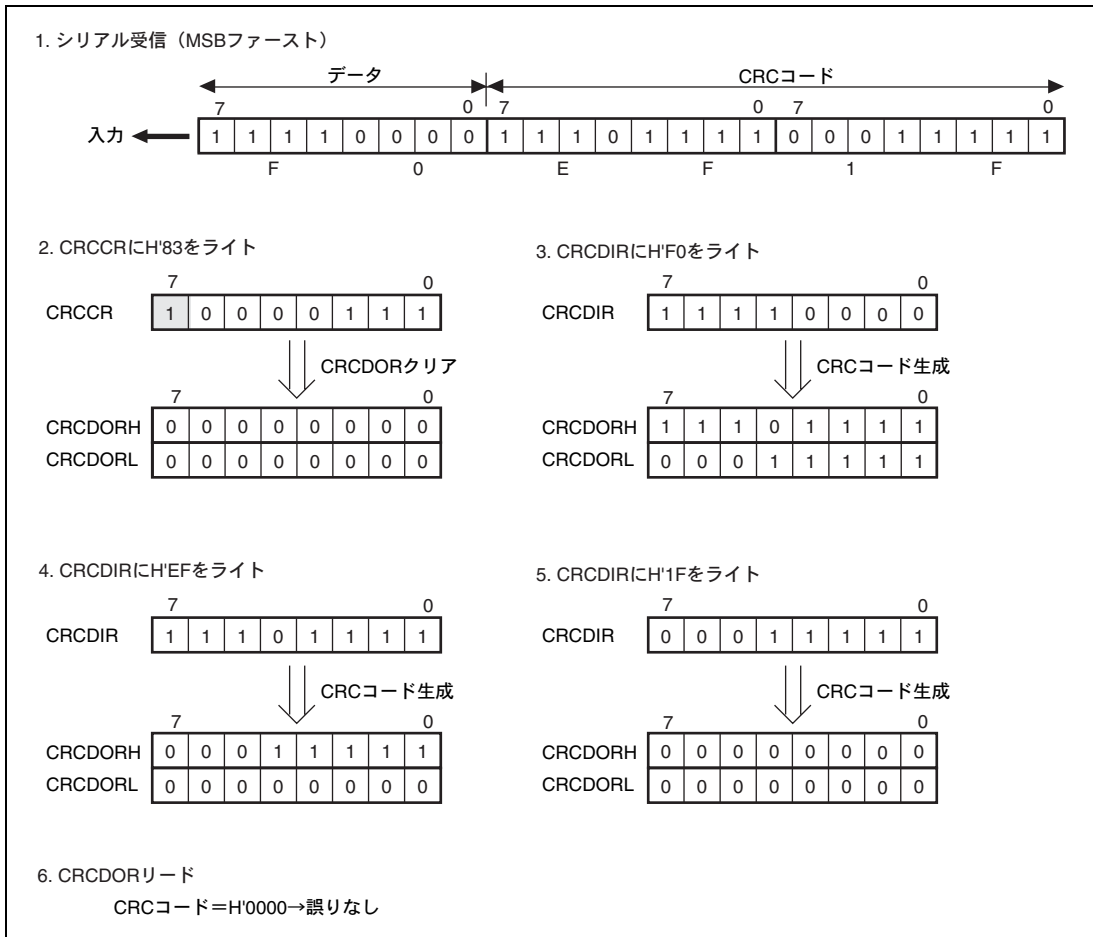 1. シリアル受信（MSBファースト）
データ CRCコード
7 0 7 0 7 0
入力 1 1 1 1 0 0 0 0 1 1 1 0 1 1 1 1 0 0 0 1 1 1 1 1
F 0 E F 1 F
2. CRCCRにH'83をライト
7 0
CRCCR 1 0 0 0 0 1 1 1
CRCDORクリア
7 0
CRCDORH 0 0 0 0 0 0 0 0
CRCDORL 0 0 0 0 0 0 0 0
3. CRCDIRにH'F0をライト
7 0
CRCDIR 1 1 1 1 0 0 0 0
CRCコード生成
7 0
CRCDORH 1 1 1 0 1 1 1 1
CRCDORL 0 0 0 1 1 1 1 1
4. CRCDIRにH'EFをライト
7 0
CRCDIR 1 1 1 0 1 1 1 1
CRCコード生成
7 0
CRCDORH 0 0 0 1 1 1 1 1
CRCDORL 0 0 0 0 0 0 0 0
5. CRCDIRにH'1Fをライト
7 0
CRCDIR 0 0 0 1 1 1 1 1
CRCコード生成
7 0
CRCDORH 0 0 0 0 0 0 0 0
CRCDORL 0 0 0 0 0 0 0 0
6. CRCDORリード
CRCコード＝H'0000→誤りなし